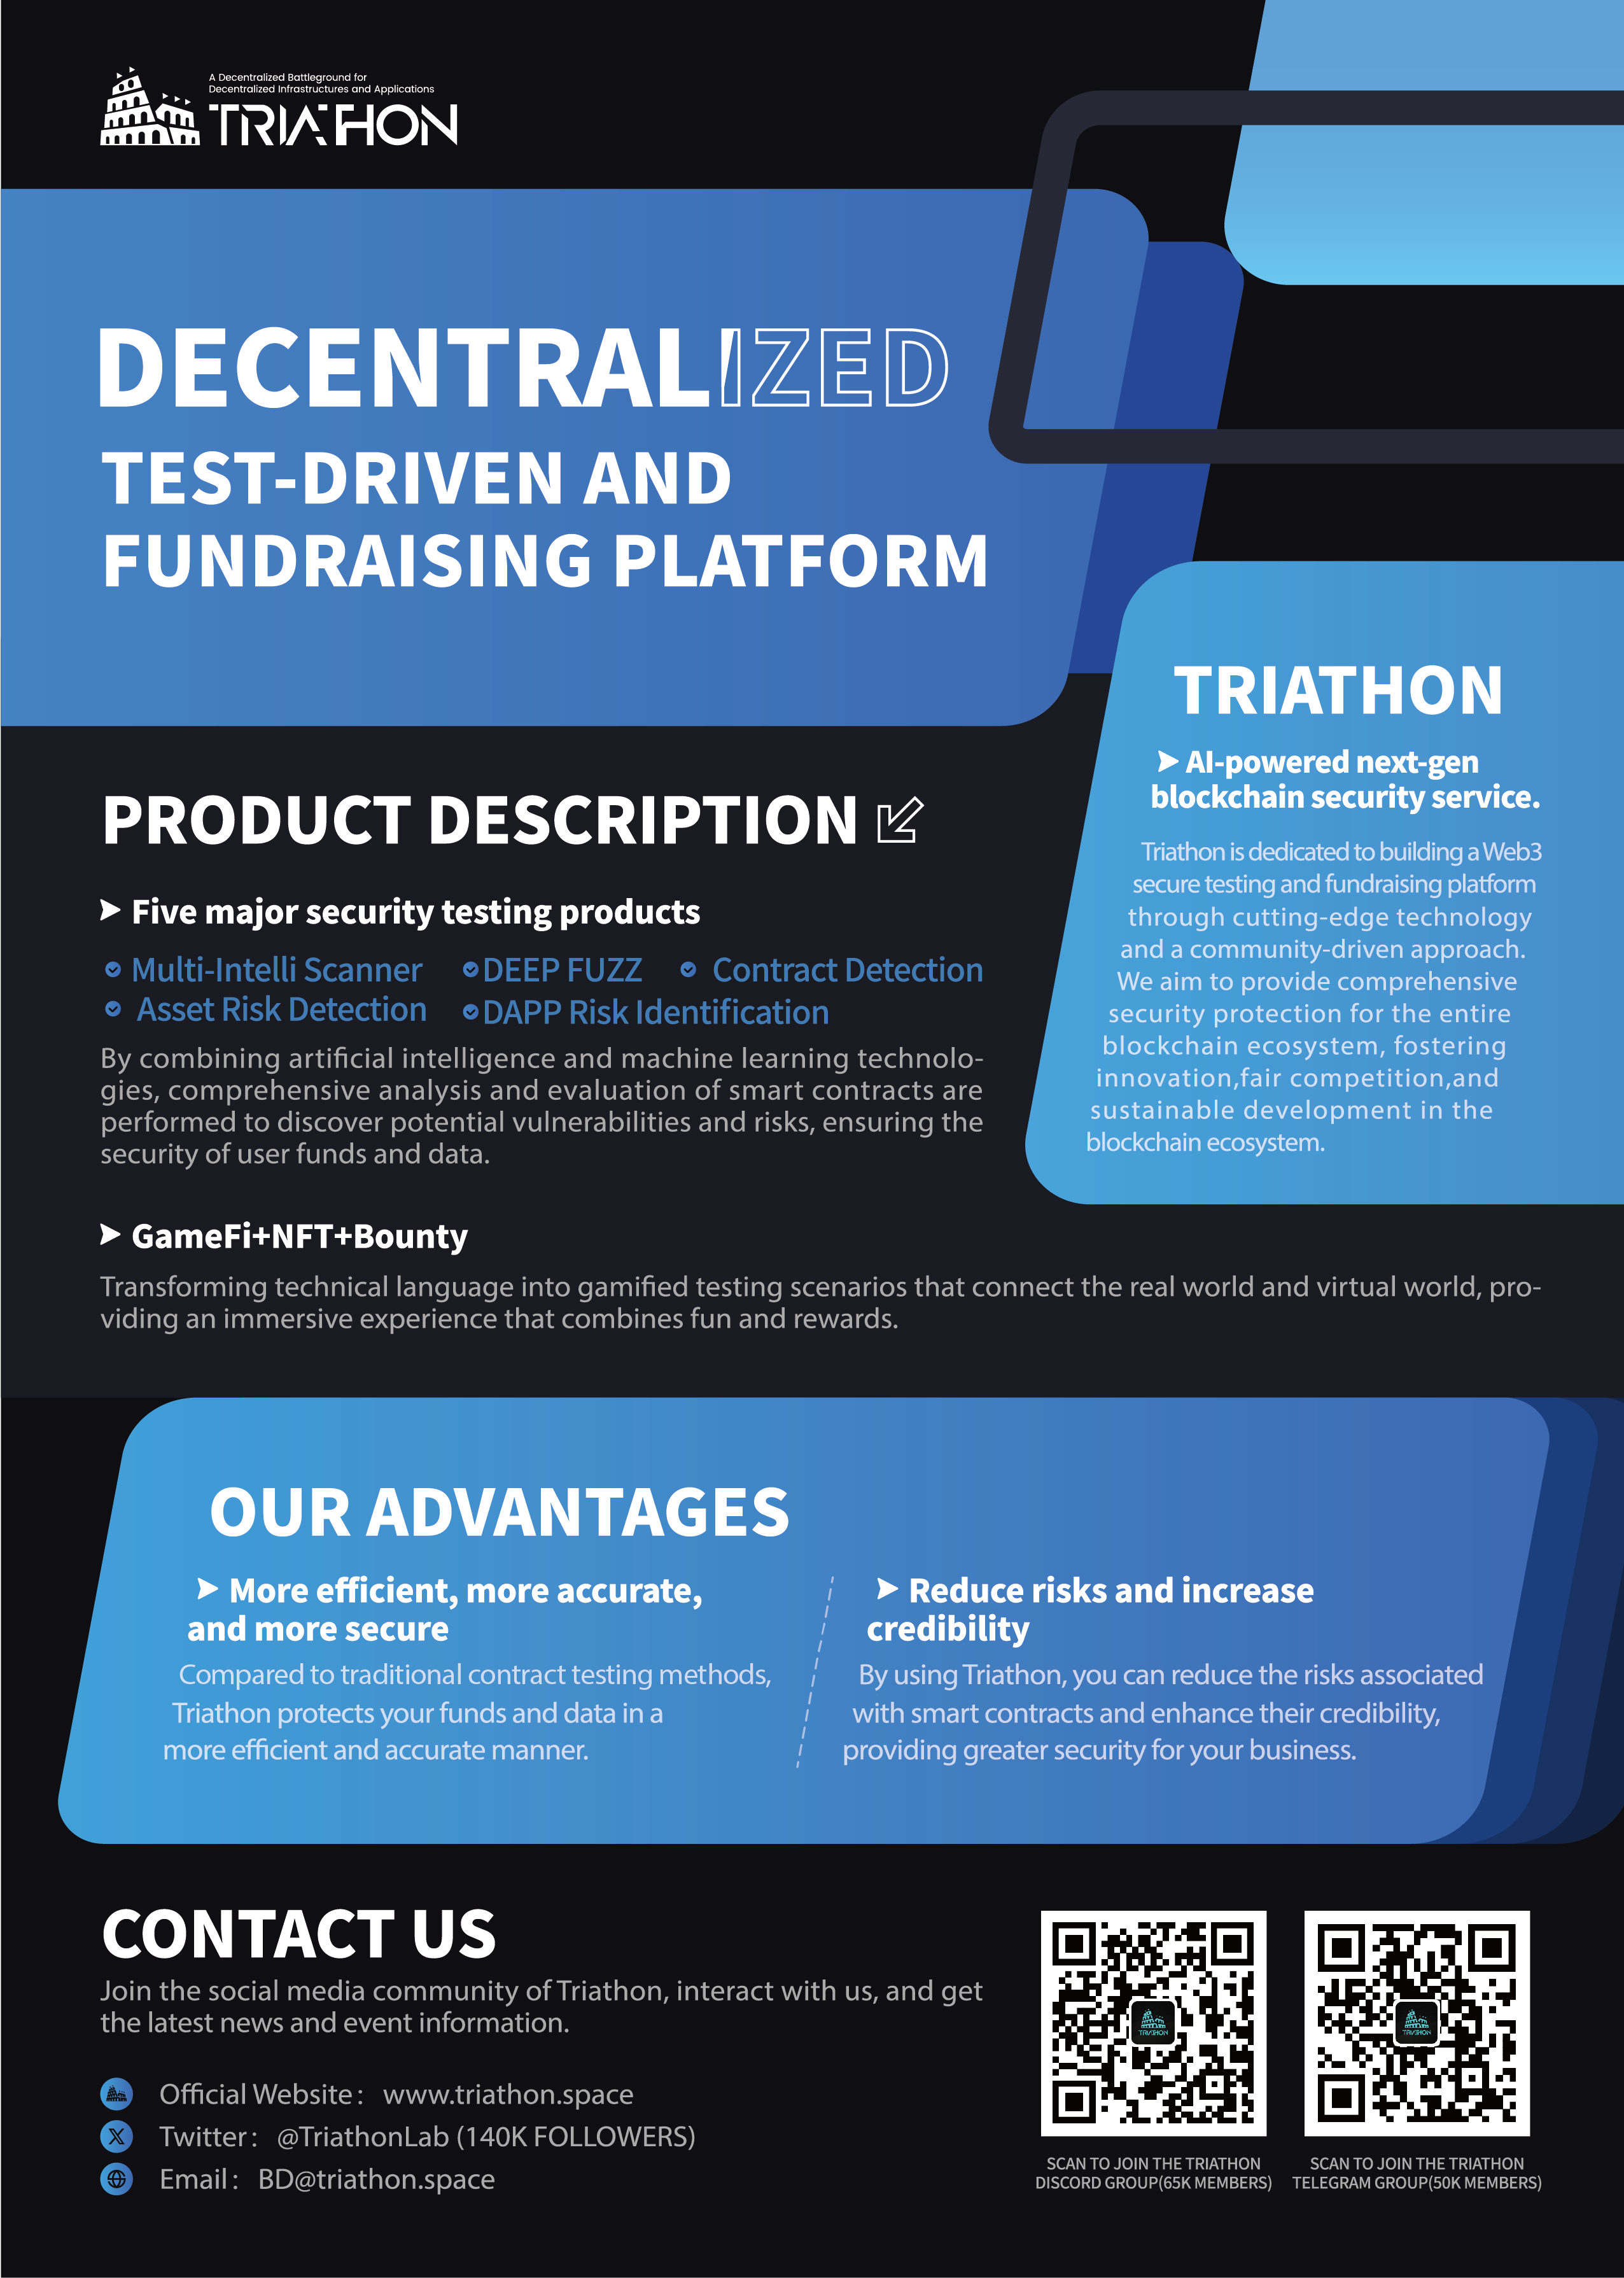 A Decentralized Battleground for
Decentralized Infrastructures and Applications
TRIATHON
DECENTRALIZED
TEST-DRIVEN AND
FUNDRAISING PLATFORM
TRIATHON
AI-powered next-gen
blockchain security service.
Triathon is dedicated to building a Web3
secure testing and fundraising platform
through cutting-edge technology
and a community-driven approach.
We aim to provide comprehensive
security protection for the entire
blockchain ecosystem, fostering
innovation,fair competition,and
sustainable development in the
blockchain ecosystem.
PRODUCT DESCRIPTION
Five major security testing products
Multi-Intelli Scanner DEEP FUZZ Contract Detection
Asset Risk Detection DAPP Risk Identification
By combining artificial intelligence and machine learning technolo-
gies, comprehensive analysis and evaluation of smart contracts are
performed to discover potential vulnerabilities and risks, ensuring the
security of user funds and data.
GameFi+NFT+Bounty
Transforming technical language into gamified testing scenarios that connect the real world and virtual world, pro-
viding an immersive experience that combines fun and rewards.
OUR ADVANTAGES
More efficient, more accurate,
and more secure
Compared to traditional contract testing methods,
Triathon protects your funds and data in a
more efficient and accurate manner.
Reduce risks and increase
credibility
By using Triathon, you can reduce the risks associated
with smart contracts and enhance their credibility,
providing greater security for your business.
CONTACT US
Join the social media community of Triathon, interact with us, and get
the latest news and event information.
Official Website : www.triathon.space
Twitter : @TriathonLab (140K FOLLOWERS)
Email : BD@triathon.space
TRIATHON
SCAN TO JOIN THE TRIATHON
DISCORD GROUP(65K MEMBERS)
TRIATHON
SCAN TO JOIN THE TRIATHON
TELEGRAM GROUP(50K MEMBERS)